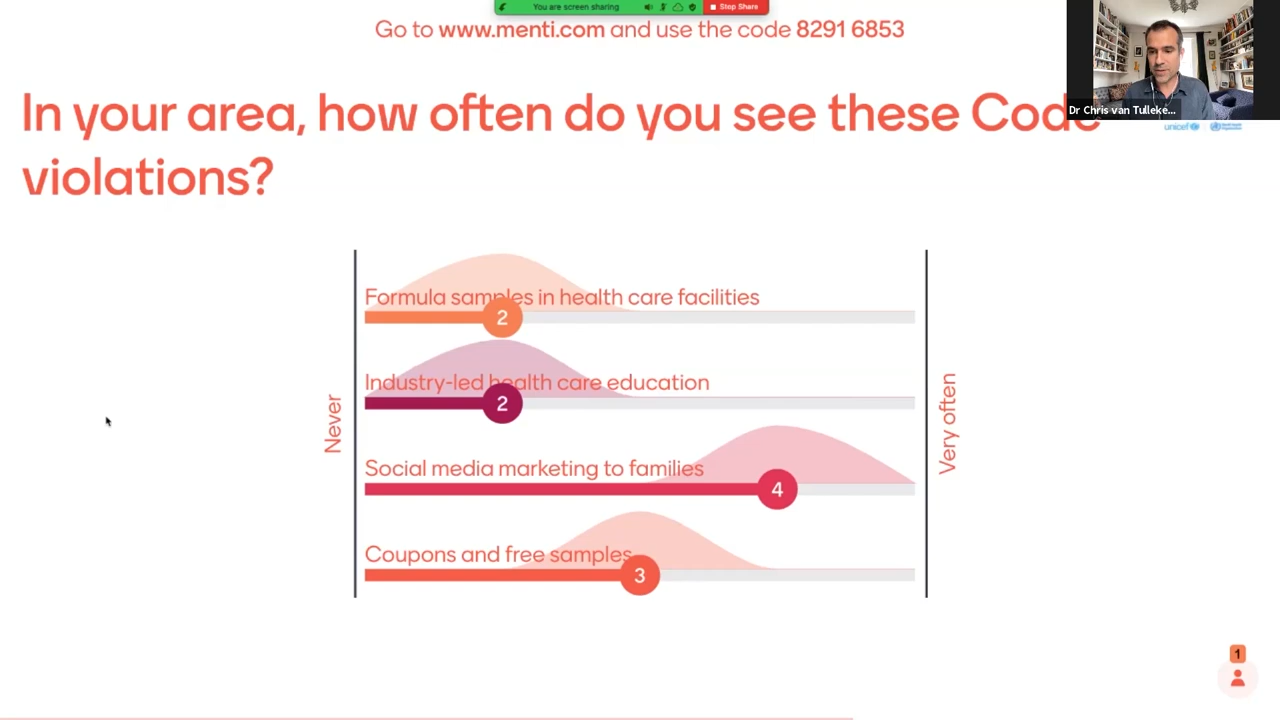 You are screen sharing
Stop Share
Go to www.menti.com and use the code 8291 6853
Dr Chris van Tulleke...
unicef
In your area, how often do you see these Code
violations?
Formula samples in health care facilities
2
Industry-led health care education
2
Never
Very often
Social media marketing to families
4
Coupons and free samples
3
1